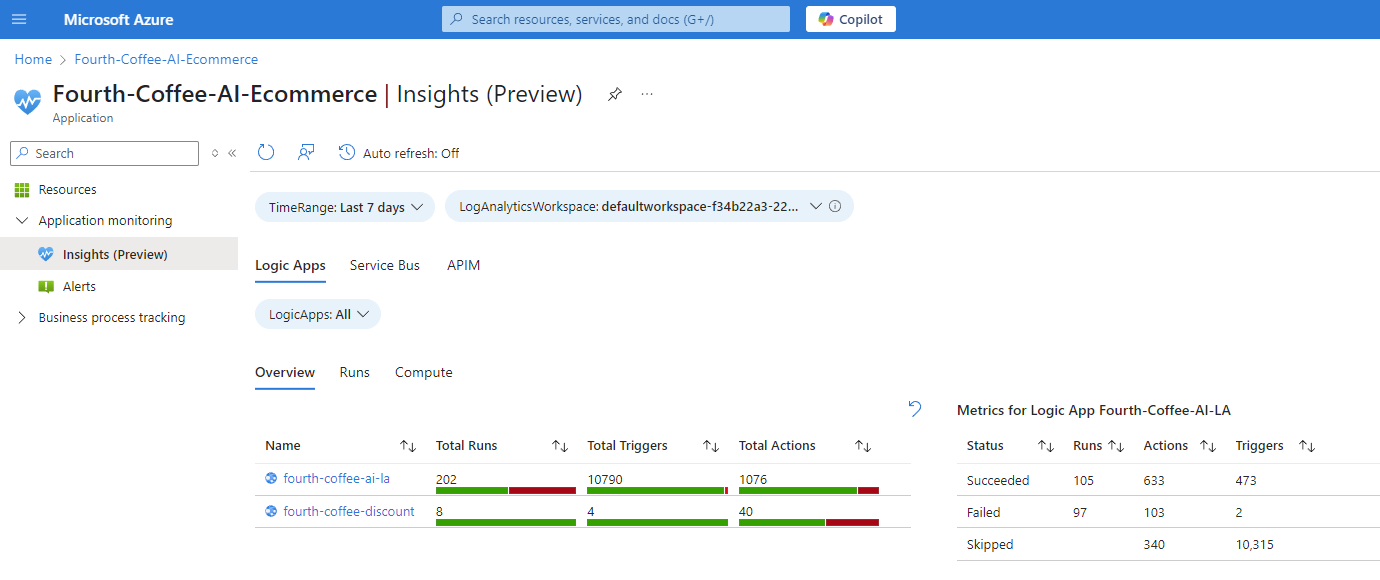 Microsoft Azure
Search resources, services, and docs (G+/)
Copilot
Home > Fourth-Coffee-AI-Ecommerce
Fourth-Coffee-AI-Ecommerce | Insights (Preview) ...
Application
Search
Auto refresh: Off
Resources
Application monitoring
Insights (Preview)
Alerts
Business process tracking
TimeRange: Last 7 days
LogAnalyticsWorkspace: defaultworkspace-f34b22a3-22...
Logic Apps Service Bus APIM
LogicApps: All
Overview Runs Compute
Name Total Runs Total Triggers Total Actions
fourth-coffee-ai-la 202 10790 1076
fourth-coffee-discount 8 4 40
Metrics for Logic App Fourth-Coffee-AI-LA
Status Runs Actions Triggers
Succeeded 105 633 473
Failed 97 103 2
Skipped 340 10,315